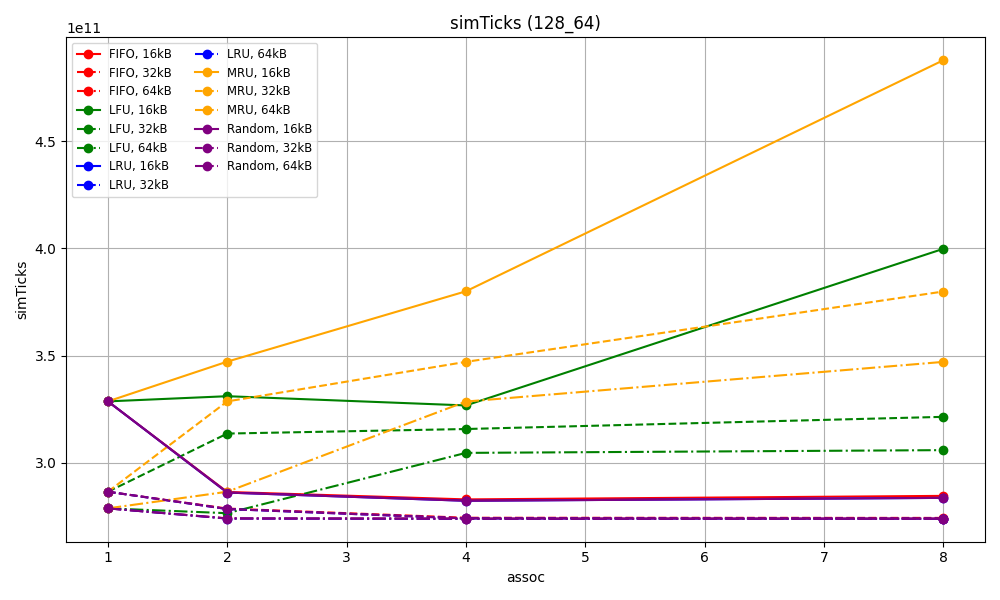 simTicks (128_64)
1e11
FIFO, 16kB
FIFO, 32kB
FIFO, 64kB
LFU, 16kB
LFU, 32kB
LFU, 64kB
LRU, 16kB
LRU, 32kB
LRU, 64kB
MRU, 16kB
MRU, 32kB
MRU, 64kB
Random, 16kB
Random, 32kB
Random, 64kB
4.5
4.0
3.5
3.0
simTicks
1 2 3 4 5 6 7 8
assoc